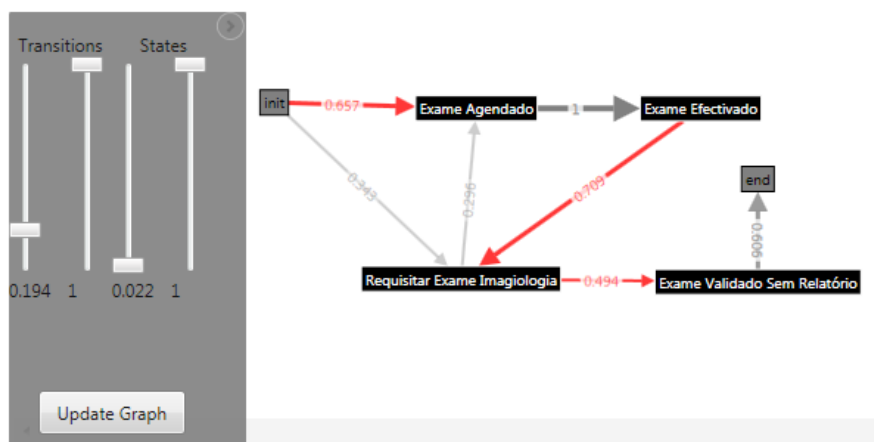 Transitions States
0.194 1 0.022 1
Update Graph
init
0.657
Exame Agendado
1
Exame Efectivado
0.343
0.296
0.709
end
0.909
Requisitar Exame Imagiologia
0.494
Exame Validado Sem Relatório